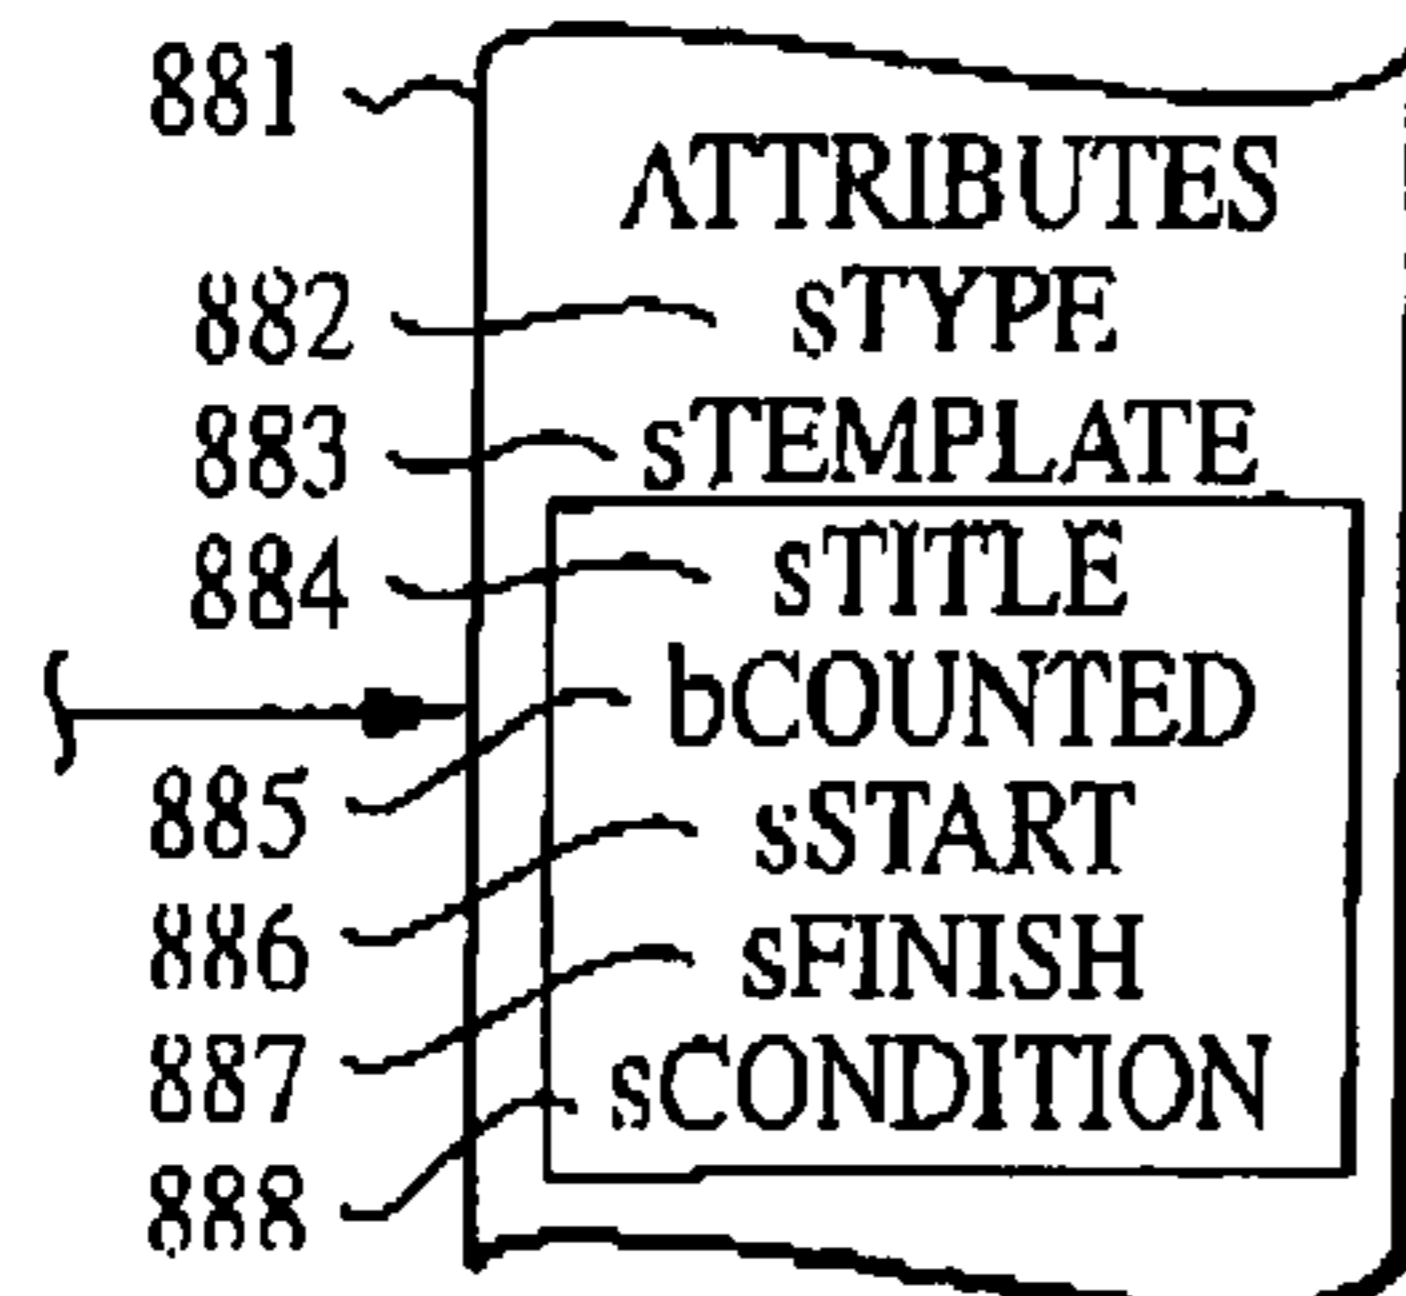 881
ATTRIBUTES
882 sTYPE
883 sTEMPLATE
884 sTITLE
bCOUNTED
885 sSTART
886 sFINISH
887 sCONDITION
888